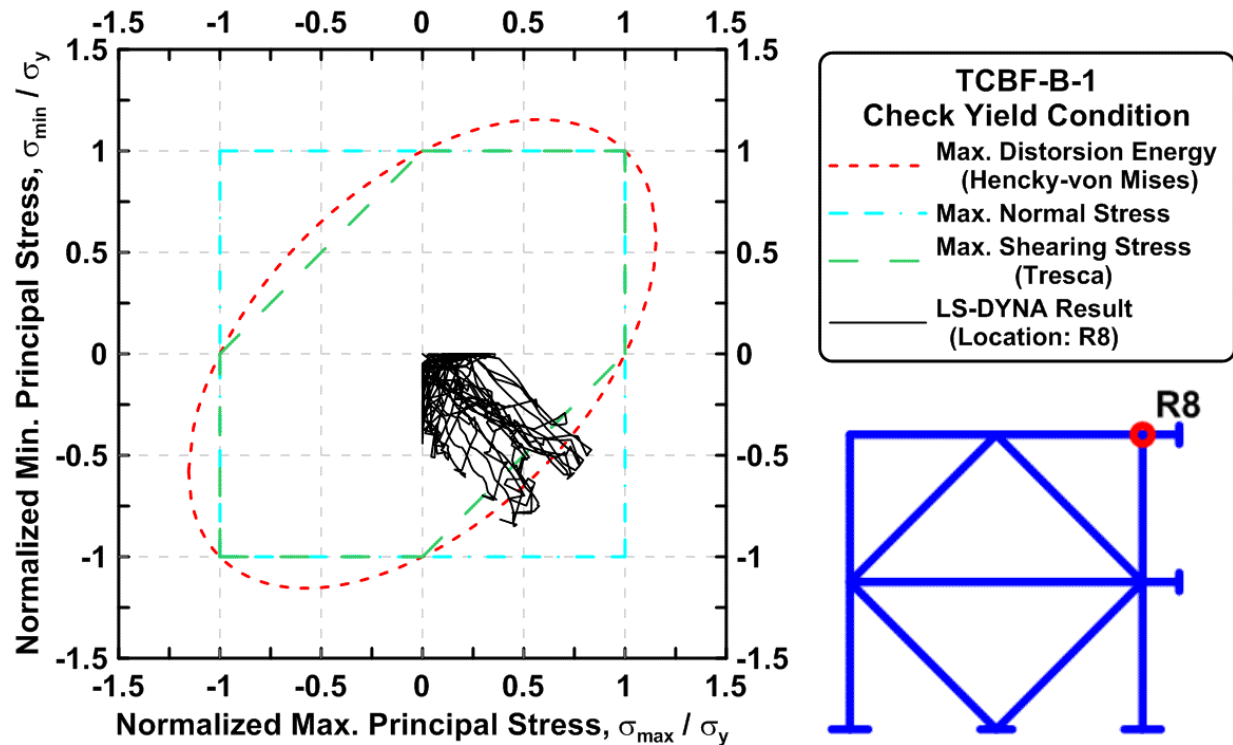 -1.5 -1 -0.5 0 0.5 1 1.5
1.5 1.5
1 1
0.5 0.5
0 0
-0.5 -0.5
-1 -1
-1.5 -1.5
-1.5 -1 -0.5 0 0.5 1 1.5
Normalized Min. Principal Stress, σmin / σy
Normalized Max. Principal Stress, σmax / σy
TCBF-B-1
Check Yield Condition
Max. Distorsion Energy
(Hencky-von Mises)
Max. Normal Stress
Max. Shearing Stress
(Tresca)
LS-DYNA Result
(Location: R8)
R8